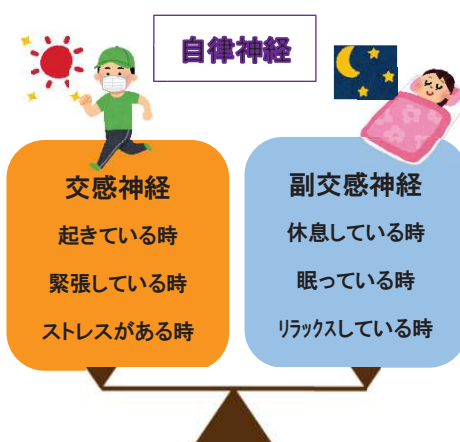 自律神経
交感神経
起きている時
緊張している時
ストレスがある時
副交感神経
休息している時
眠っている時
リラックスしている時